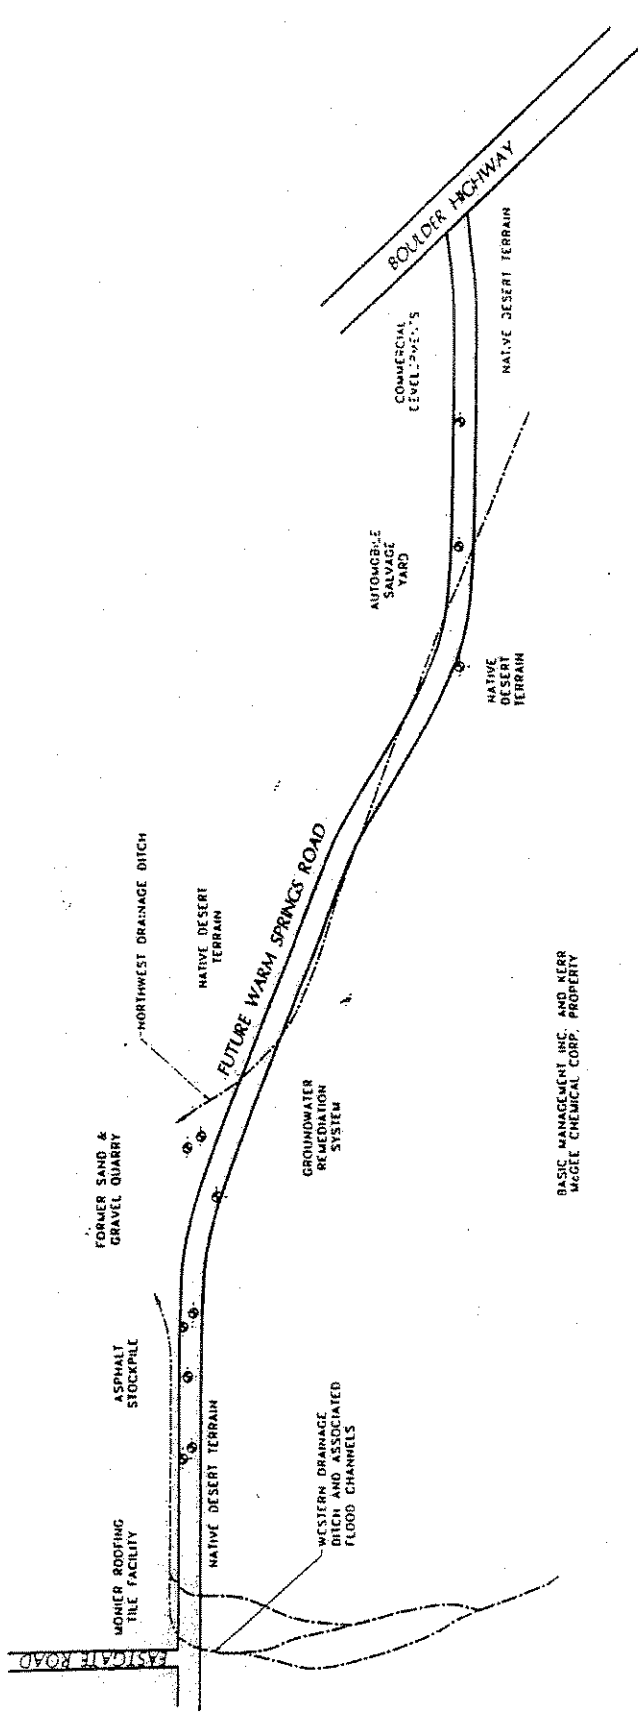 EASTGATE ROAD
MONIER ROOFING
TILE FACILITY
ASPHALT
STOCKPILE
FORMER SAND &
GRAVEL QUARRY
NORTHWEST DRAINAGE DITCH
NATIVE DESERT
TERRAIN
FUTURE WARM SPRINGS ROAD
AUTOMOBILE
SALVAGE
YARD
COMMERCIAL
DEVELOPMENTS
BOULDER HIGHWAY
NATIVE DESERT TERRAIN
WESTERN DRAINAGE
DITCH AND ASSOCIATED
FLOOD CHANNELS
GROUNDWATER
REMEDIATION
SYSTEM
NATIVE
DESERT
TERRAIN
NATIVE DESERT TERRAIN
BASIC MANAGEMENT INC. AND KERR
McGEE CHEMICAL CORP. PROPERTY